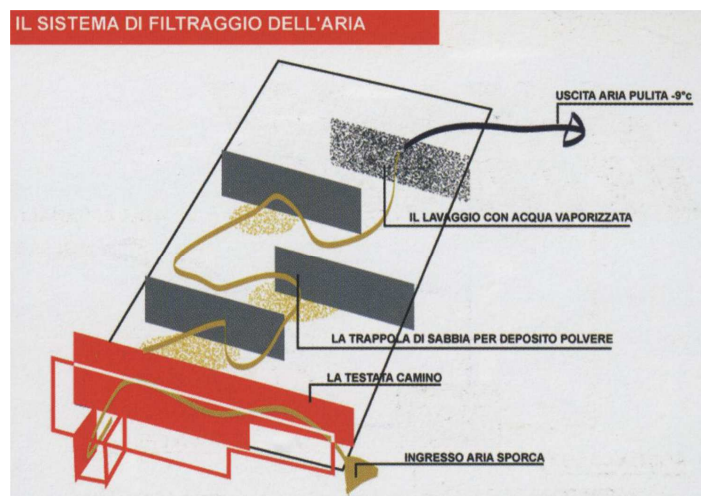 IL SISTEMA DI FILTRAGGIO DELL'ARIA
USCITA ARIA PULITA -9°c
IL LAVAGGIO CON ACQUA VAPORIZZATA
LA TRAPPOLA DI SABBIA PER DEPOSITO POLVERE
LA TESTATA CAMINO
INGRESSO ARIA SPORCA